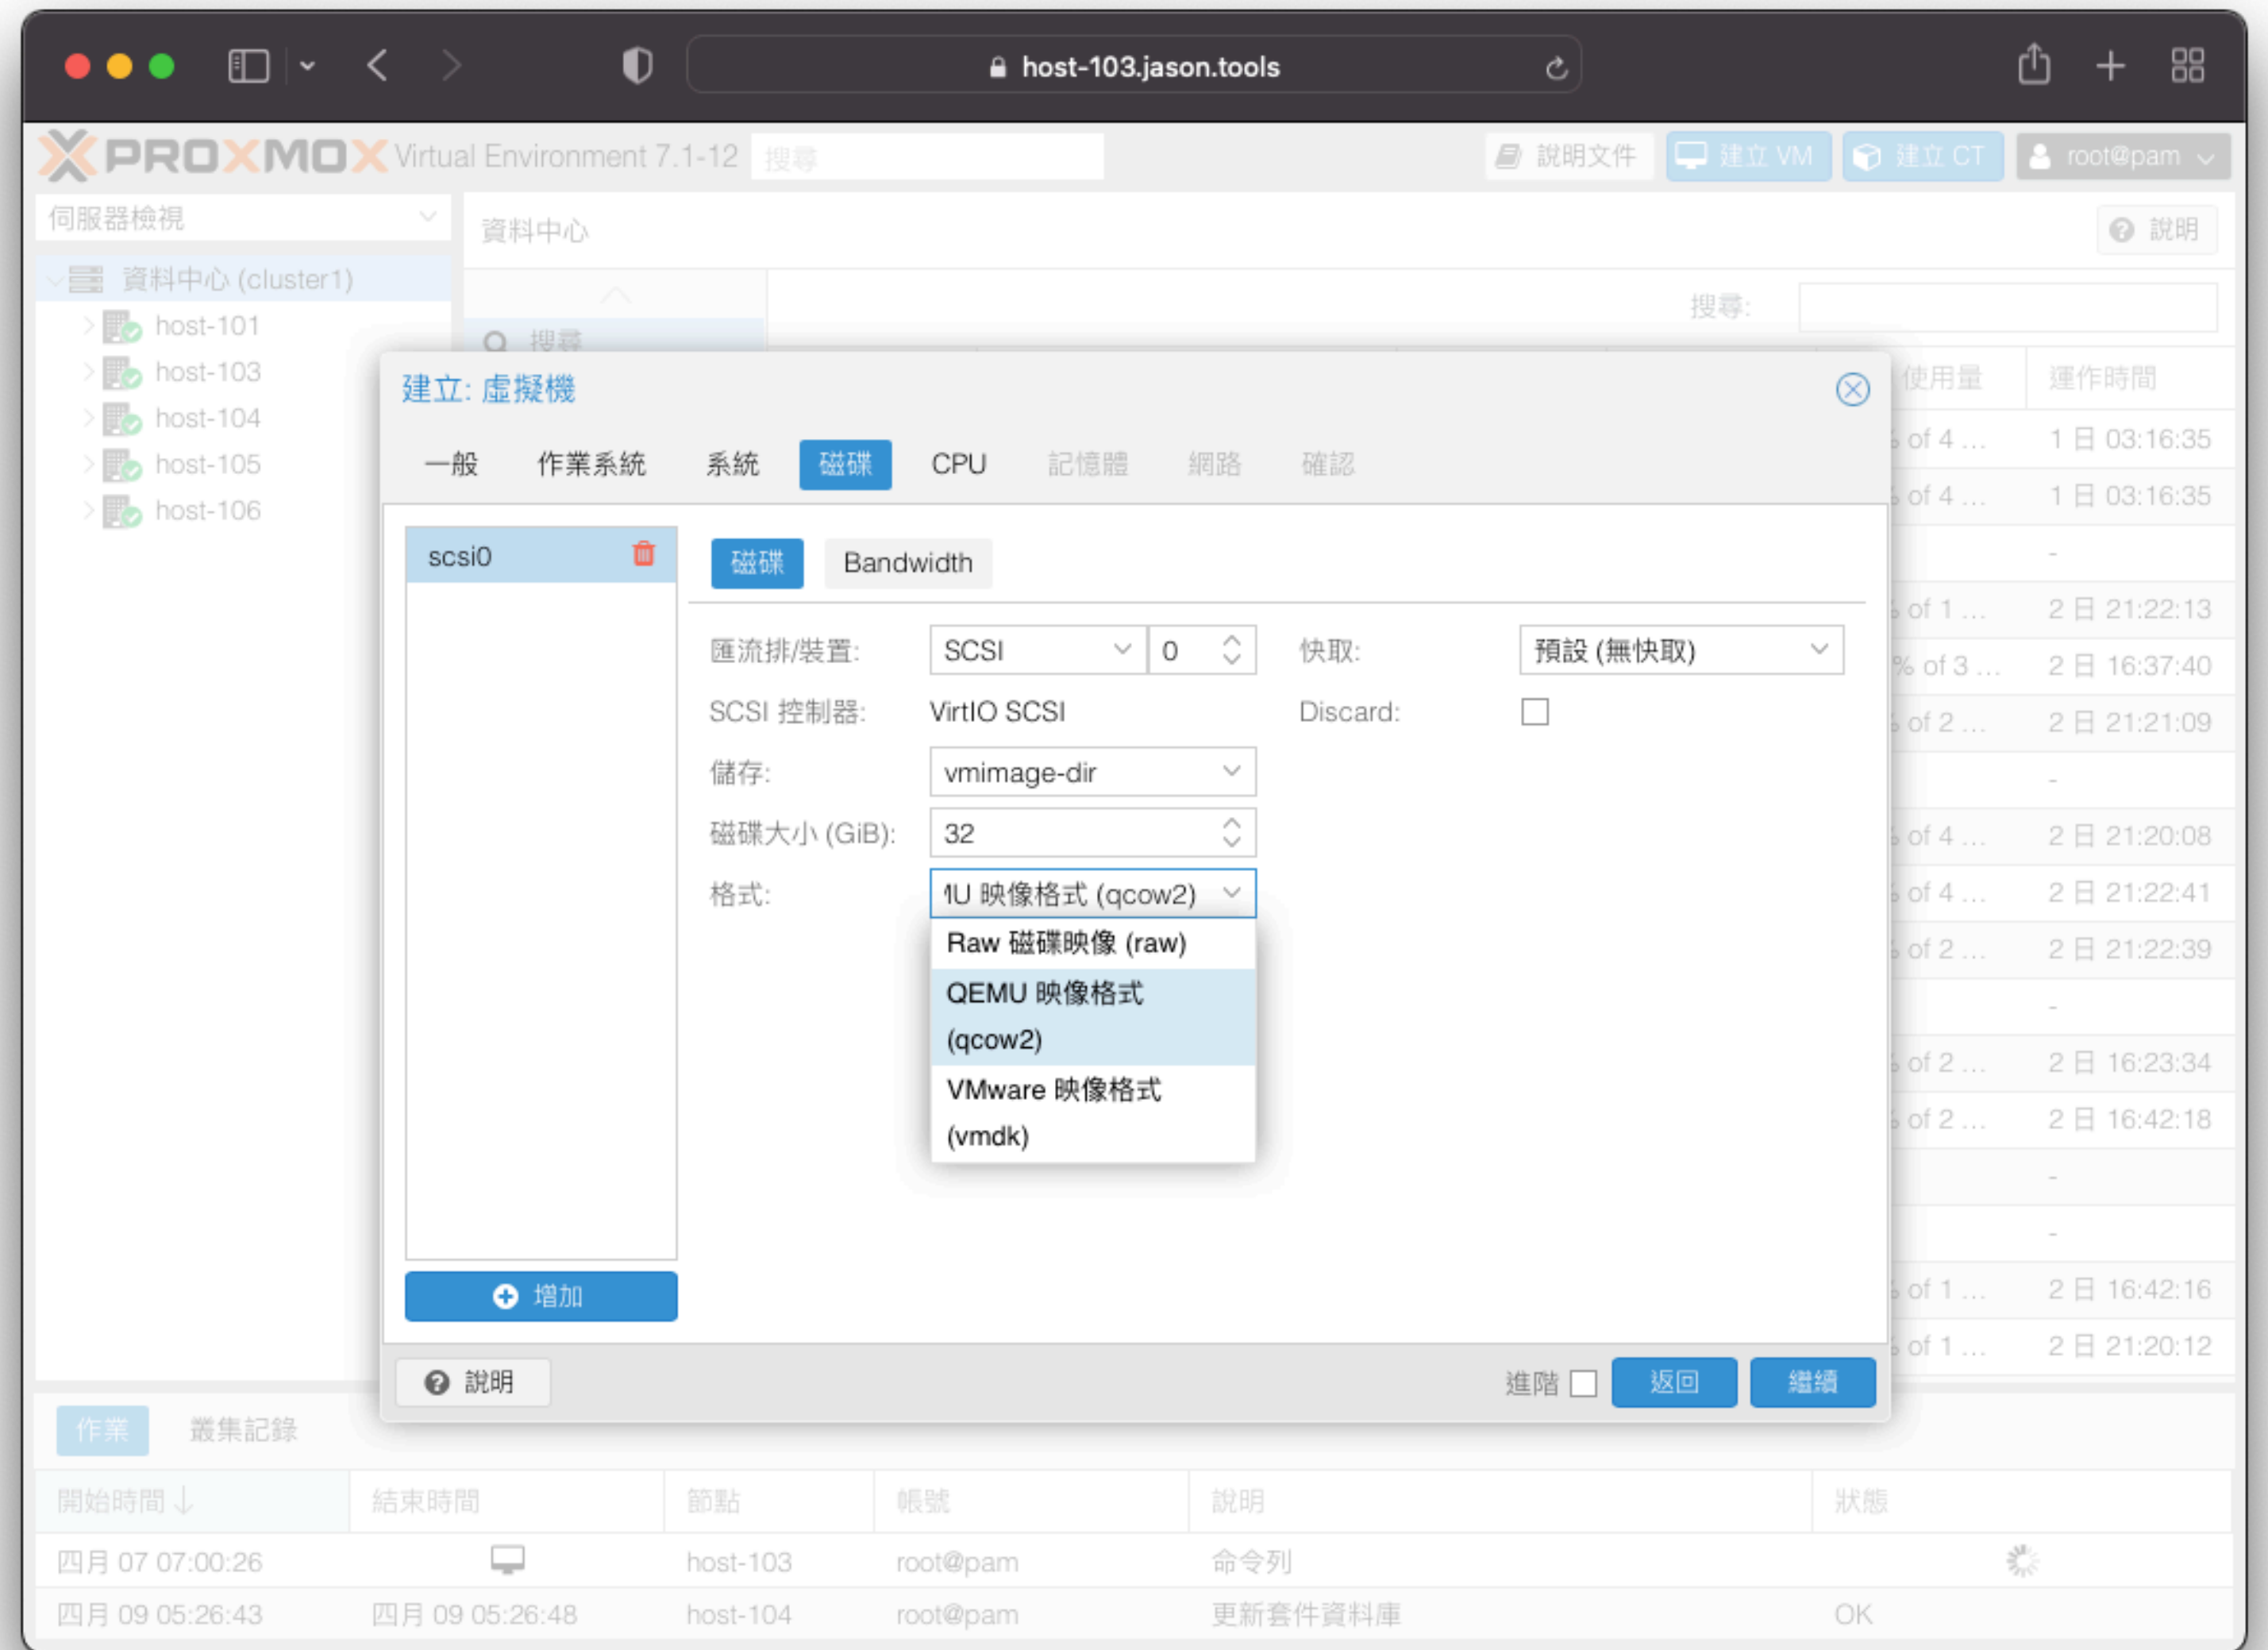 host-103.jason.tools
PROXMOX Virtual Environment 7.1-12 搜尋 說明文件 建立 VM 建立 CT root@pam
伺服器檢視
資料中心
說明
資料中心 (cluster1)
host-101
host-103
host-104
host-105
host-106
搜尋:
搜尋
使用量 運作時間
of 4 ... 1 日 03:16:35
of 4 ... 1 日 03:16:35
-
of 1 ... 2 日 21:22:13
% of 3 ... 2 日 16:37:40
of 2 ... 2 日 21:21:09
-
of 4 ... 2 日 21:20:08
of 4 ... 2 日 21:22:41
of 2 ... 2 日 21:22:39
-
of 2 ... 2 日 16:23:34
of 2 ... 2 日 16:42:18
-
-
of 1 ... 2 日 16:42:16
of 1 ... 2 日 21:20:12
建立: 虛擬機
一般 作業系統 系統 磁碟 CPU 記憶體 網路 確認
scsi0
磁碟 Bandwidth
匯流排/裝置: SCSI 0 快取: 預設 (無快取)
SCSI 控制器: VirtIO SCSI Discard:
儲存: vmimage-dir
磁碟大小 (GiB): 32
格式: 映像格式 (qcow2)
Raw 磁碟映像 (raw)
QEMU 映像格式
(qcow2)
VMware 映像格式
(vmdk)
增加
說明 進階 返回 繼續
作業 叢集記錄
開始時間 結束時間 節點 帳號 說明 狀態
四月 07 07:00:26 host-103 root@pam 命令列
四月 09 05:26:43 四月 09 05:26:48 host-104 root@pam 更新套件資料庫 OK